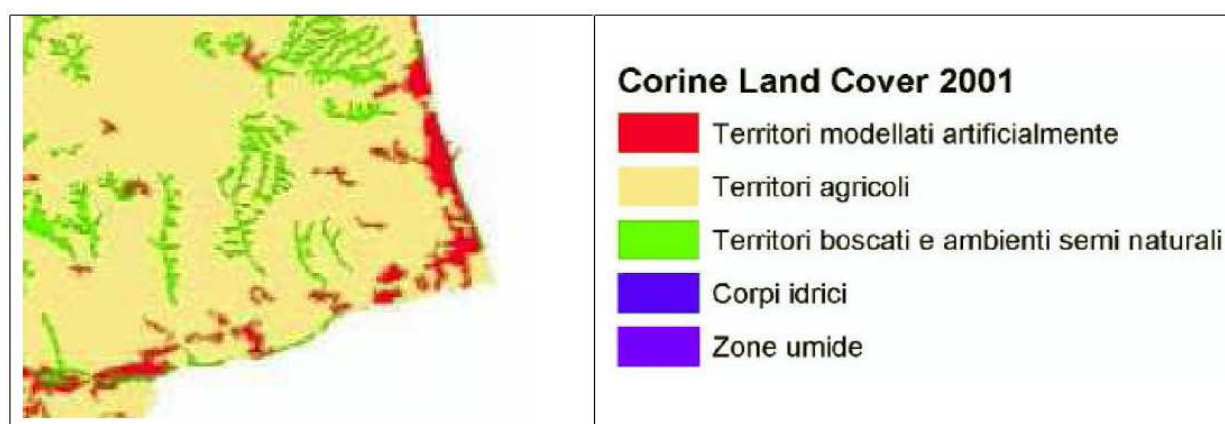 Corine Land Cover 2001
Territori modellati artificialmente
Territori agricoli
Territori boscati e ambienti semi naturali
Corpi idrici
Zone umide